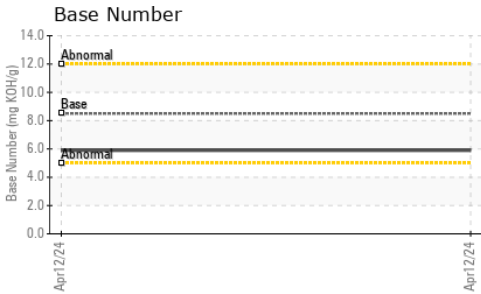 Base Number
14.0
Abnormal
12.0
10.0
Base
8.0
6.0
Abnormal
4.0
2.0
0.0
Base Number (mg KOH/g)
Apr12/24
Apr12/24